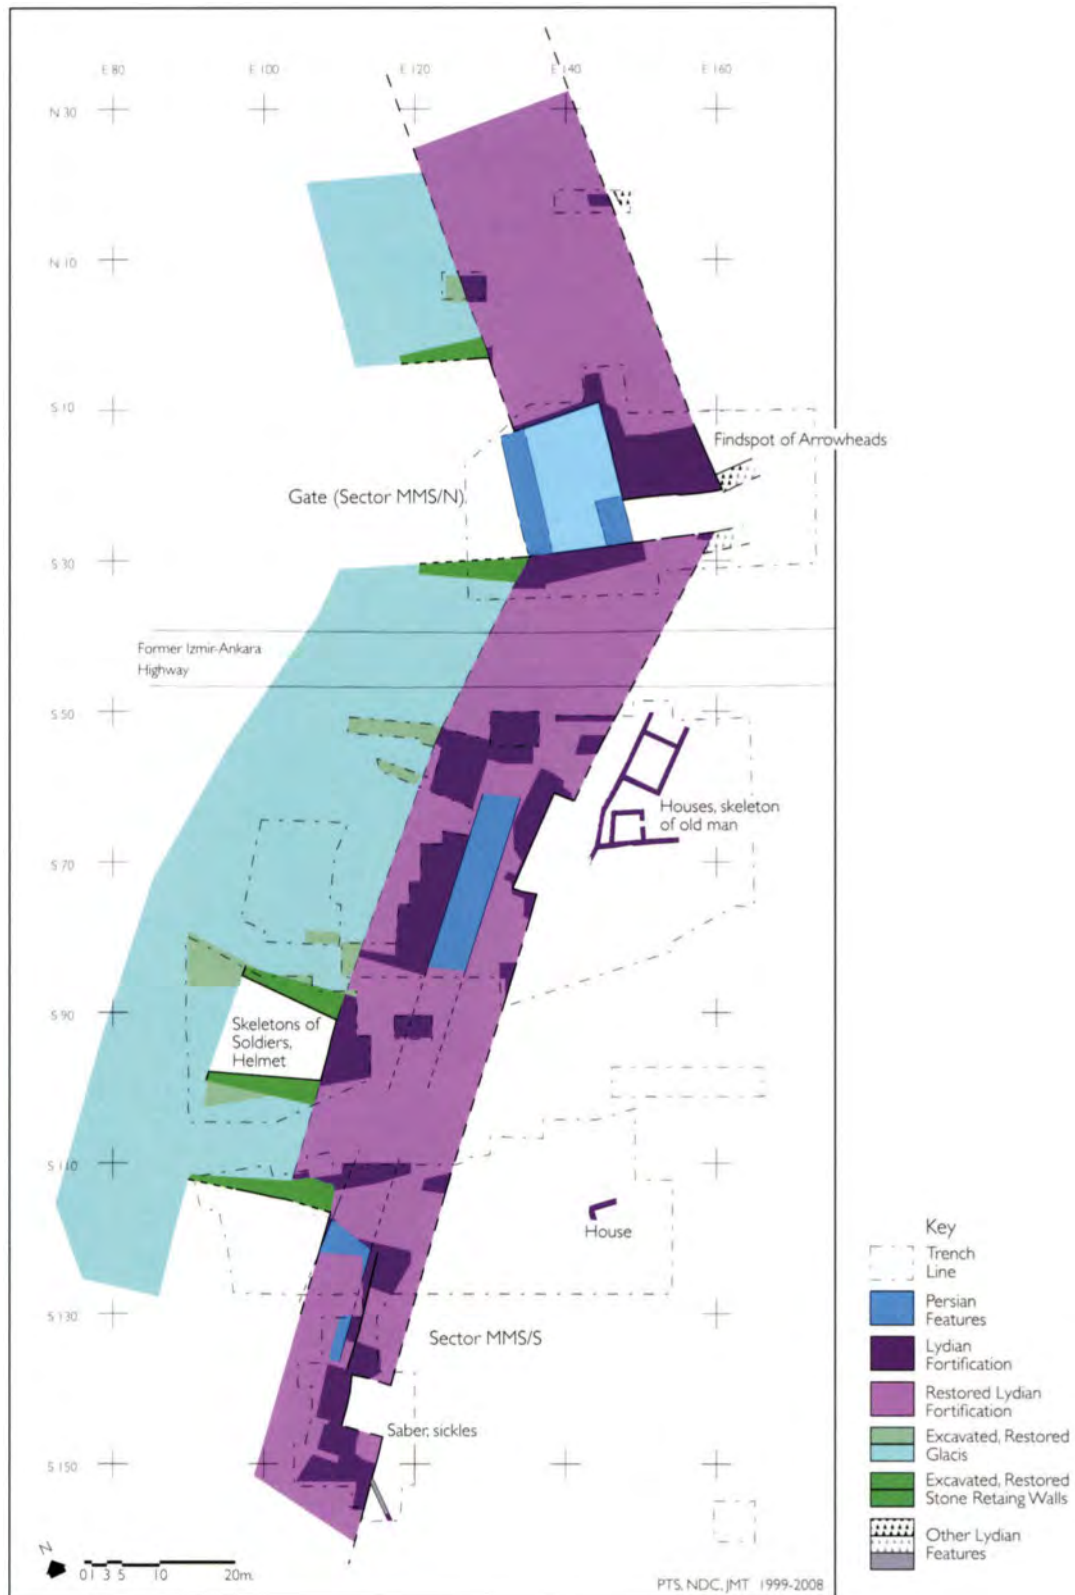 E 80
E 100
E 120
E 140
E 160
N 30
N 10
S 10
Findspot of Arrowheads
Gate (Sector MMS/N)
S 30
Former Izmir-Ankara
Highway
S 50
Houses, skeleton
of old man
S 70
S 90
Skeletons of
Soldiers,
Helmet
S 110
House
S 130
Sector MMS/S
Saber, sickles
S 150
N
0 1 3 5 10 20m.
PTS, NDC, JMT 1999-2008
Key
Trench
Line
Persian
Features
Lydian
Fortification
Restored Lydian
Fortification
Excavated, Restored
Glacis
Excavated, Restored
Stone Retaing Walls
Other Lydian
Features